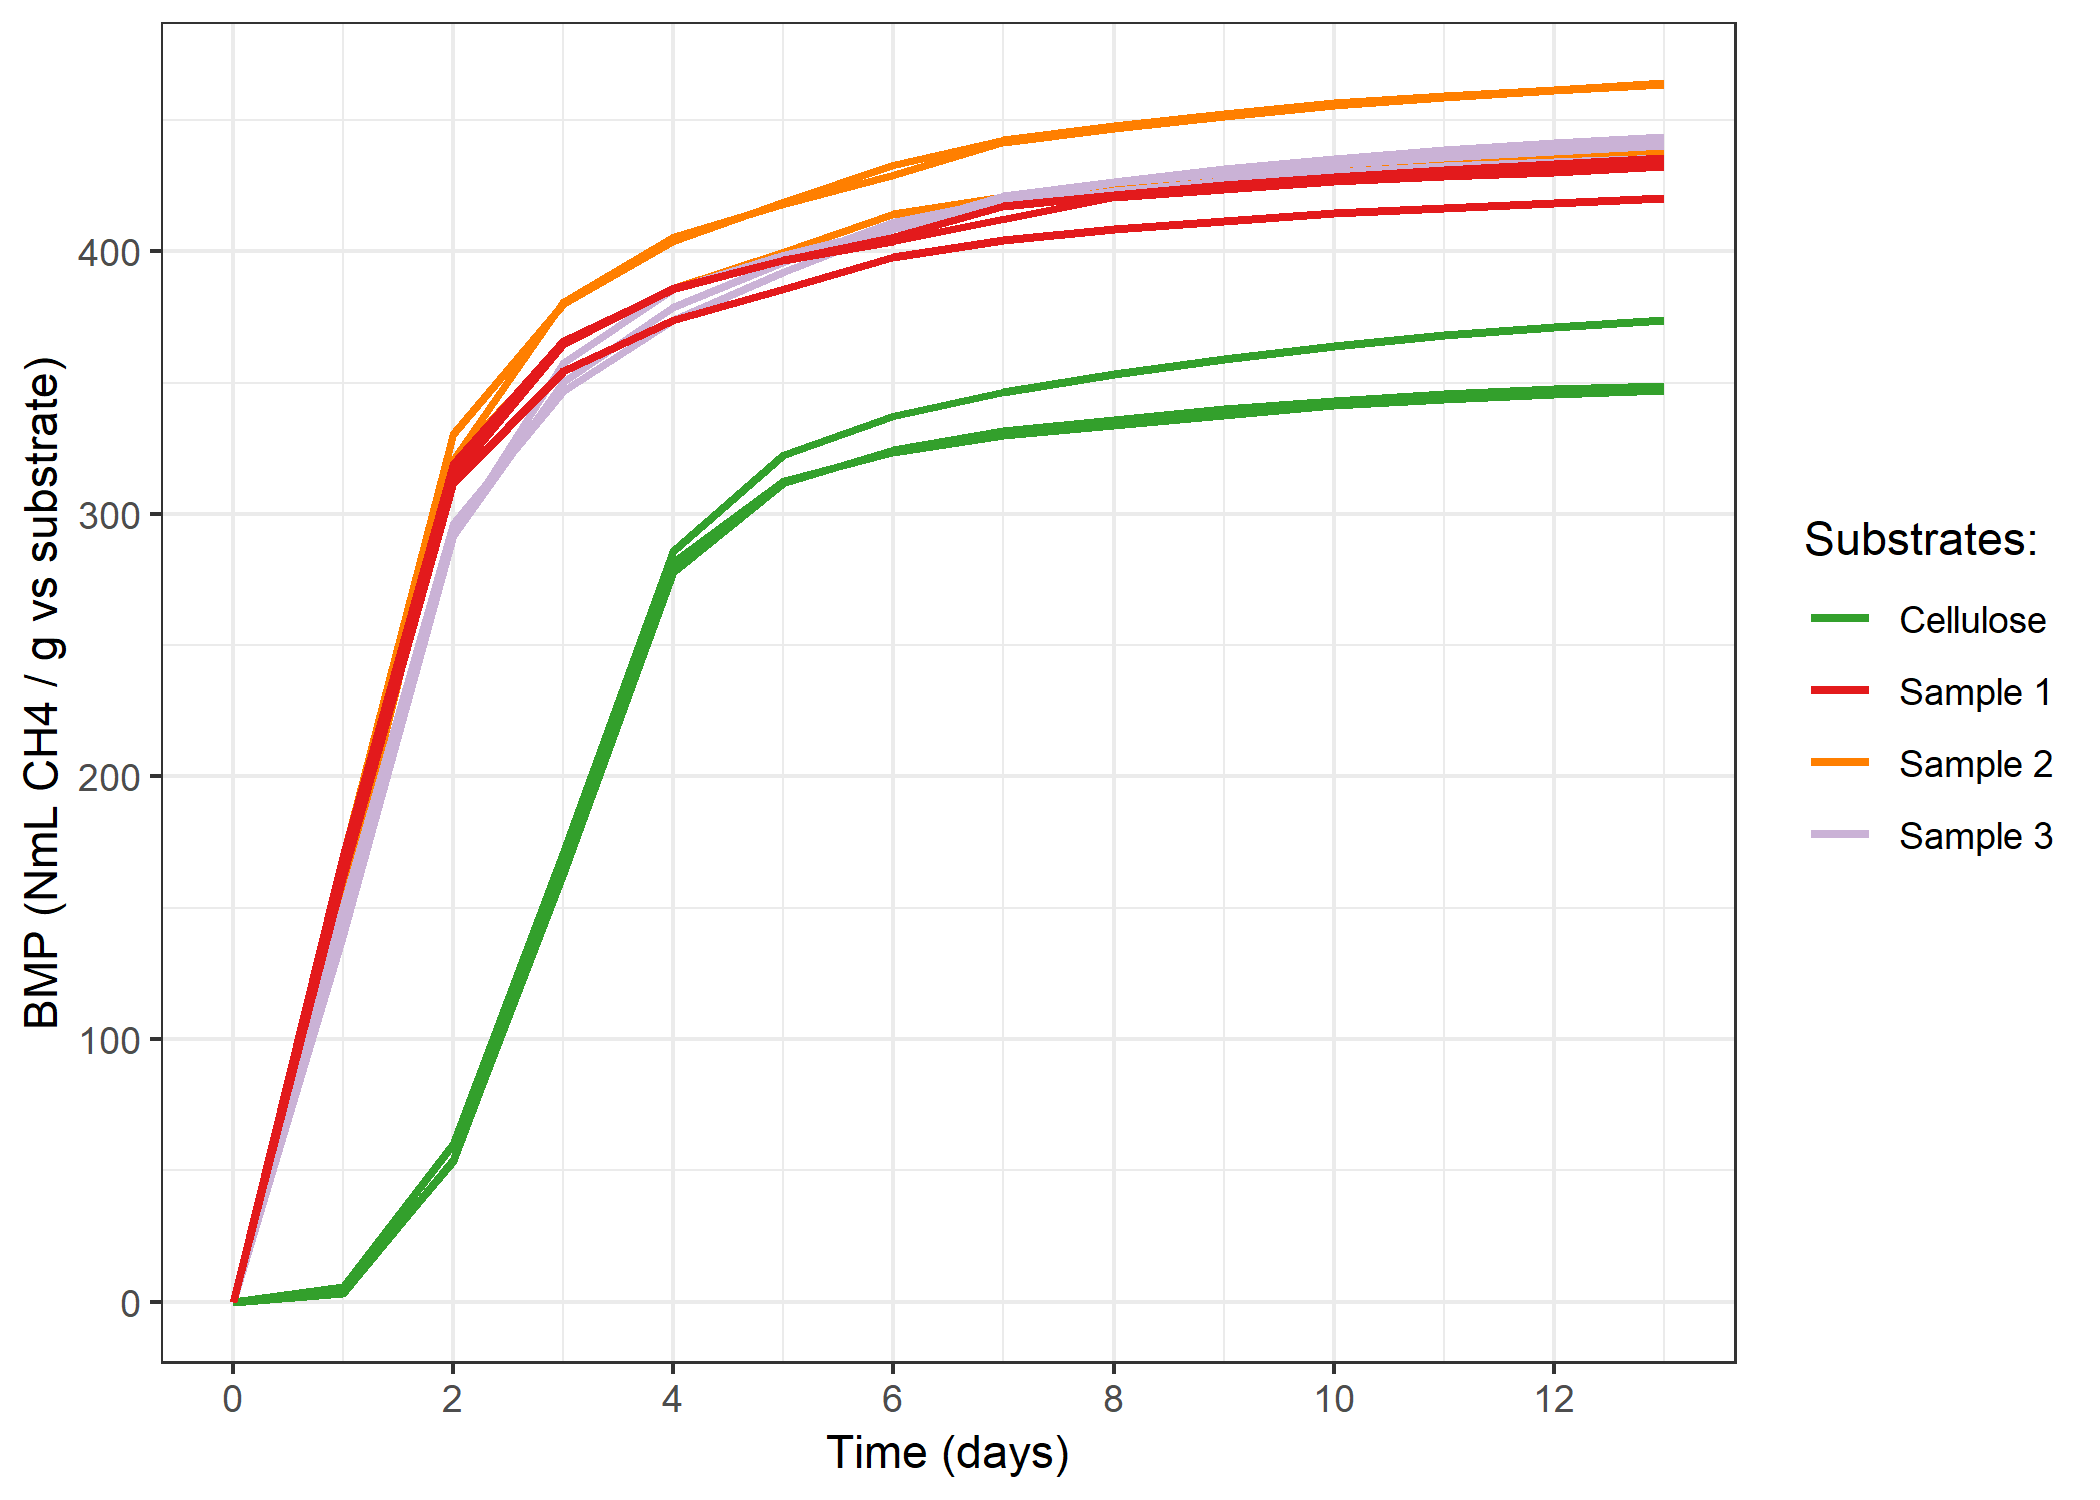 BMP (NmL CH4 / g vs substrate)
400
300
200
100
0
0 2 4 6 8 10 12
Time (days)
Substrates:
Cellulose
Sample 1
Sample 2
Sample 3